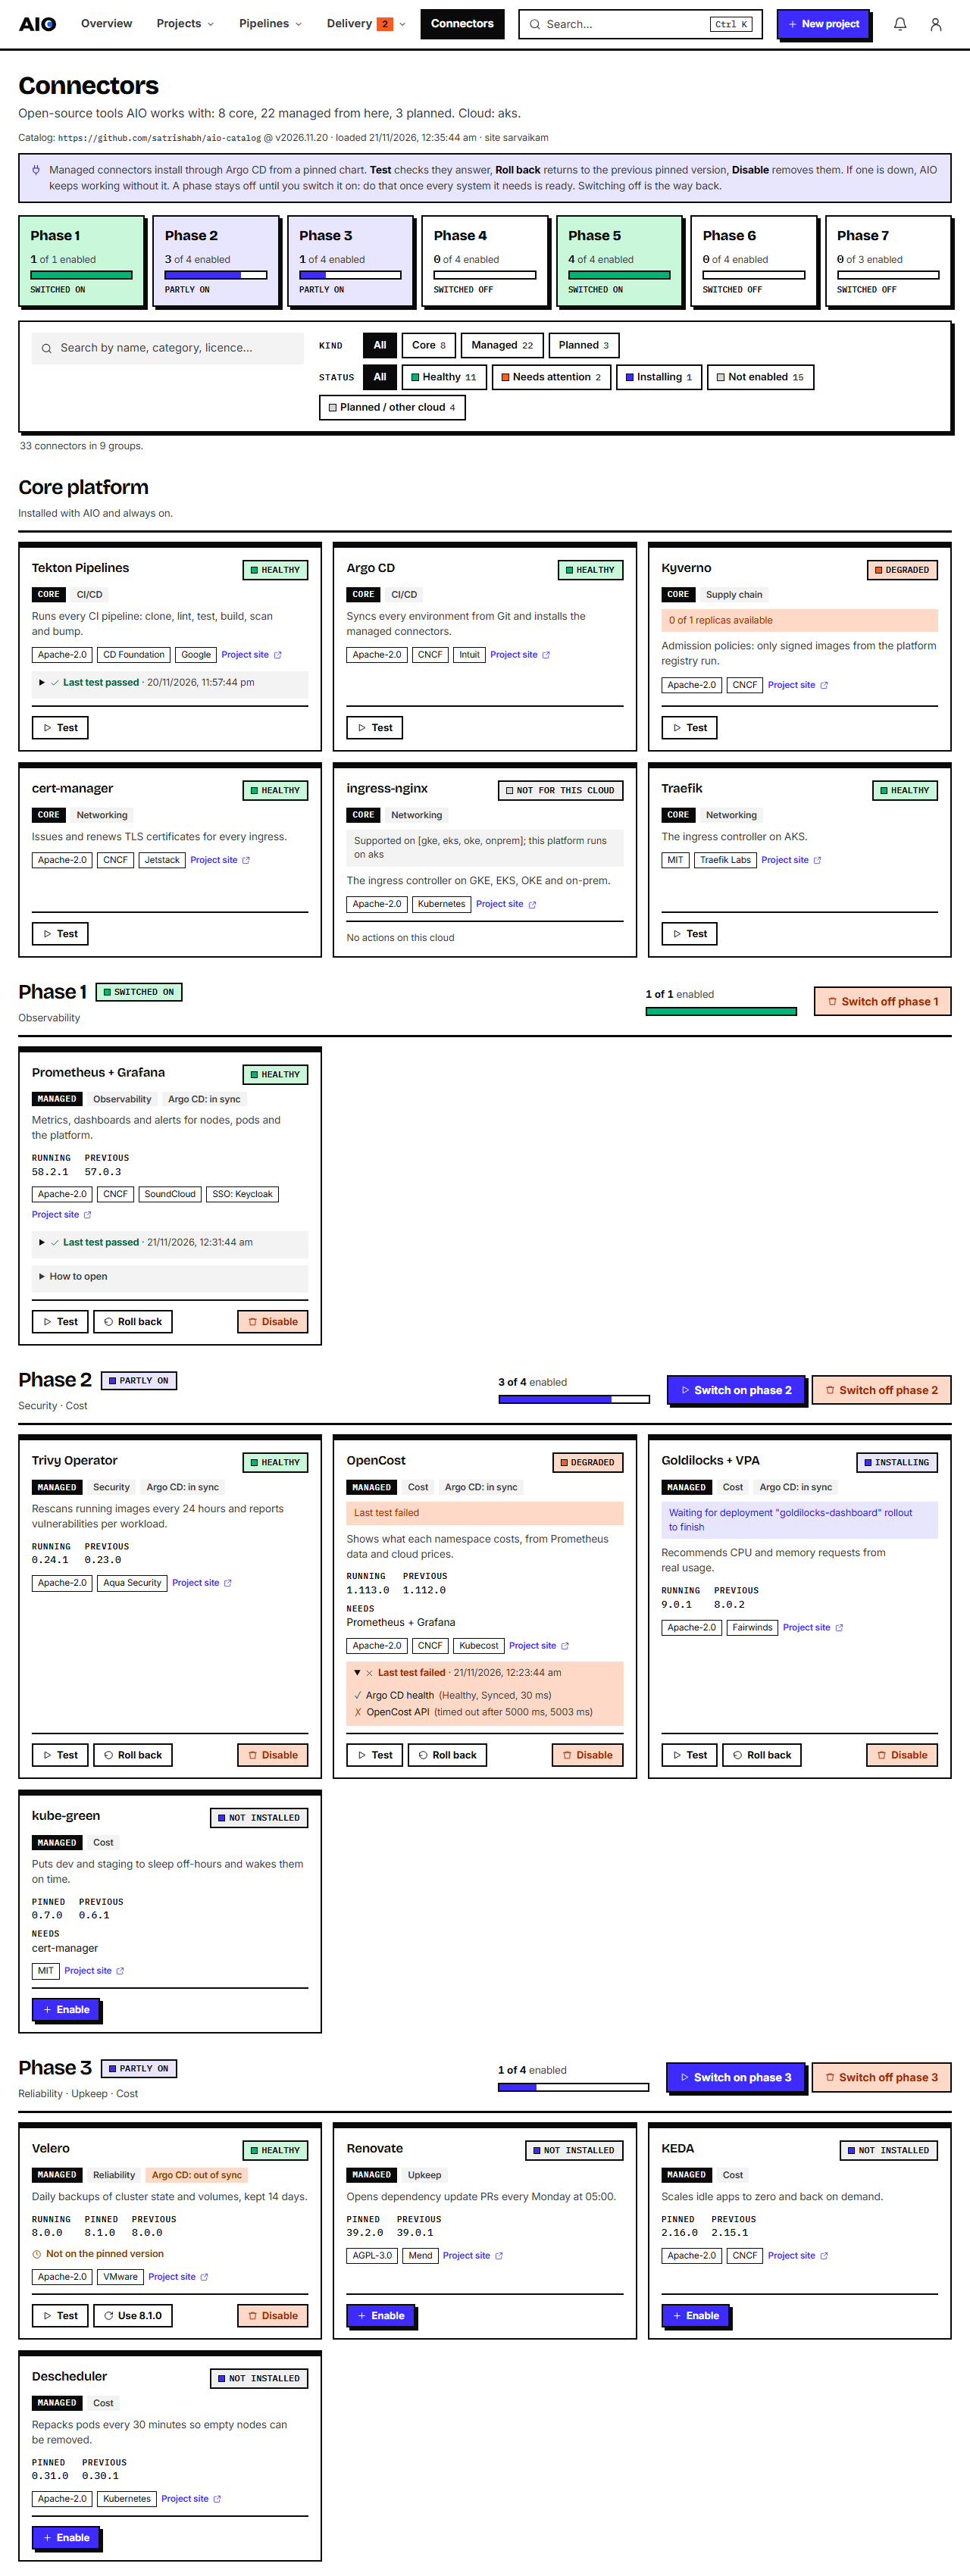 AIO
Overview
Projects
Pipelines
Delivery 2
Connectors
Search...
Ctrl K
+ New project
Connectors
Open-source tools AIO works with: 8 core, 22 managed from here, 3 planned. Cloud: aks.
Catalog: https://github.com/satrishabh/aio-catalog @ v2026.11.20 · loaded 21/11/2026, 12:35:44 am · site sarvaikam
Managed connectors install through Argo CD from a pinned chart. Test checks they answer, Roll back returns to the previous pinned version, Disable removes them. If one is down, AIO
keeps working without it. A phase stays off until you switch it on: do that once every system it needs is ready. Switching off is the way back.
Phase 1
1 of 1 enabled
SWITCHED ON
Phase 2
3 of 4 enabled
PARTLY ON
Phase 3
1 of 4 enabled
PARTLY ON
Phase 4
0 of 4 enabled
SWITCHED OFF
Phase 5
4 of 4 enabled
SWITCHED ON
Phase 6
0 of 4 enabled
SWITCHED OFF
Phase 7
0 of 3 enabled
SWITCHED OFF
Search by name, category, licence...
KIND All Core 8 Managed 22 Planned 3
STATUS All Healthy 11 Needs attention 2 Installing 1 Not enabled 15
Planned / other cloud 4
33 connectors in 9 groups.
Core platform
Installed with AIO and always on.
Tekton Pipelines
HEALTHY
CORE CI/CD
Runs every CI pipeline: clone, lint, test, build, scan
and bump.
Apache-2.0 CD Foundation Google Project site
✓ Last test passed · 20/11/2026, 11:57:44 pm
Test
Argo CD
HEALTHY
CORE CI/CD
Syncs every environment from Git and installs the
managed connectors.
Apache-2.0 CNCF Intuit Project site
Test
Kyverno
DEGRADED
CORE Supply chain
0 of 1 replicas available
Admission policies: only signed images from the platform
registry run.
Apache-2.0 CNCF Project site
Test
cert-manager
HEALTHY
CORE Networking
Issues and renews TLS certificates for every ingress.
Apache-2.0 CNCF Jetstack Project site
Test
ingress-nginx
NOT FOR THIS CLOUD
CORE Networking
Supported on [gke, eks, oke, onprem]; this platform runs
on aks
The ingress controller on GKE, EKS, OKE and on-prem.
Apache-2.0 Kubernetes Project site
No actions on this cloud
Traefik
HEALTHY
CORE Networking
The ingress controller on AKS.
MIT Traefik Labs Project site
Test
Phase 1 SWITCHED ON
Observability
1 of 1 enabled
Switch off phase 1
Prometheus + Grafana
HEALTHY
MANAGED Observability Argo CD: in sync
Metrics, dashboards and alerts for nodes, pods and
the platform.
RUNNING PREVIOUS
58.2.1 57.0.3
Apache-2.0 CNCF SoundCloud SSO: Keycloak
Project site
✓ Last test passed · 21/11/2026, 12:31:44 am
How to open
Test Roll back Disable
Phase 2 PARTLY ON
Security · Cost
3 of 4 enabled
Switch on phase 2
Switch off phase 2
Trivy Operator
HEALTHY
MANAGED Security Argo CD: in sync
Rescans running images every 24 hours and reports
vulnerabilities per workload.
RUNNING PREVIOUS
0.24.1 0.23.0
Apache-2.0 Aqua Security Project site
Test Roll back Disable
OpenCost
DEGRADED
MANAGED Cost Argo CD: in sync
Last test failed
Shows what each namespace costs, from Prometheus
data and cloud prices.
RUNNING PREVIOUS
1.113.0 1.112.0
NEEDS
Prometheus + Grafana
Apache-2.0 CNCF Kubecost Project site
Last test failed · 21/11/2026, 12:23:44 am
✓ Argo CD health (Healthy, Synced, 30 ms)
✗ OpenCost API (timed out after 5000 ms, 5003 ms)
Test Roll back Disable
Goldilocks + VPA
INSTALLING
MANAGED Cost Argo CD: in sync
Waiting for deployment "goldilocks-dashboard" rollout
to finish
Recommends CPU and memory requests from
real usage.
RUNNING PREVIOUS
9.0.1 8.0.2
Apache-2.0 Fairwinds Project site
Test Roll back Disable
kube-green
NOT INSTALLED
MANAGED Cost
Puts dev and staging to sleep off-hours and wakes them
on time.
PINNED PREVIOUS
0.7.0 0.6.1
NEEDS
cert-manager
MIT Project site
+ Enable
Phase 3 PARTLY ON
Reliability · Upkeep · Cost
1 of 4 enabled
Switch on phase 3
Switch off phase 3
Velero
HEALTHY
MANAGED Reliability Argo CD: out of sync
Daily backups of cluster state and volumes, kept 14 days.
RUNNING PINNED PREVIOUS
8.0.0 8.1.0 8.0.0
Not on the pinned version
Apache-2.0 VMware Project site
Test Use 8.1.0 Disable
Renovate
NOT INSTALLED
MANAGED Upkeep
Opens dependency update PRs every Monday at 05:00.
PINNED PREVIOUS
39.2.0 39.0.1
AGPL-3.0 Mend Project site
+ Enable
KEDA
NOT INSTALLED
MANAGED Cost
Scales idle apps to zero and back on demand.
PINNED PREVIOUS
2.16.0 2.15.1
Apache-2.0 CNCF Project site
+ Enable
Descheduler
NOT INSTALLED
MANAGED Cost
Repacks pods every 30 minutes so empty nodes can
be removed.
PINNED PREVIOUS
0.31.0 0.30.1
Apache-2.0 Kubernetes Project site
+ Enable